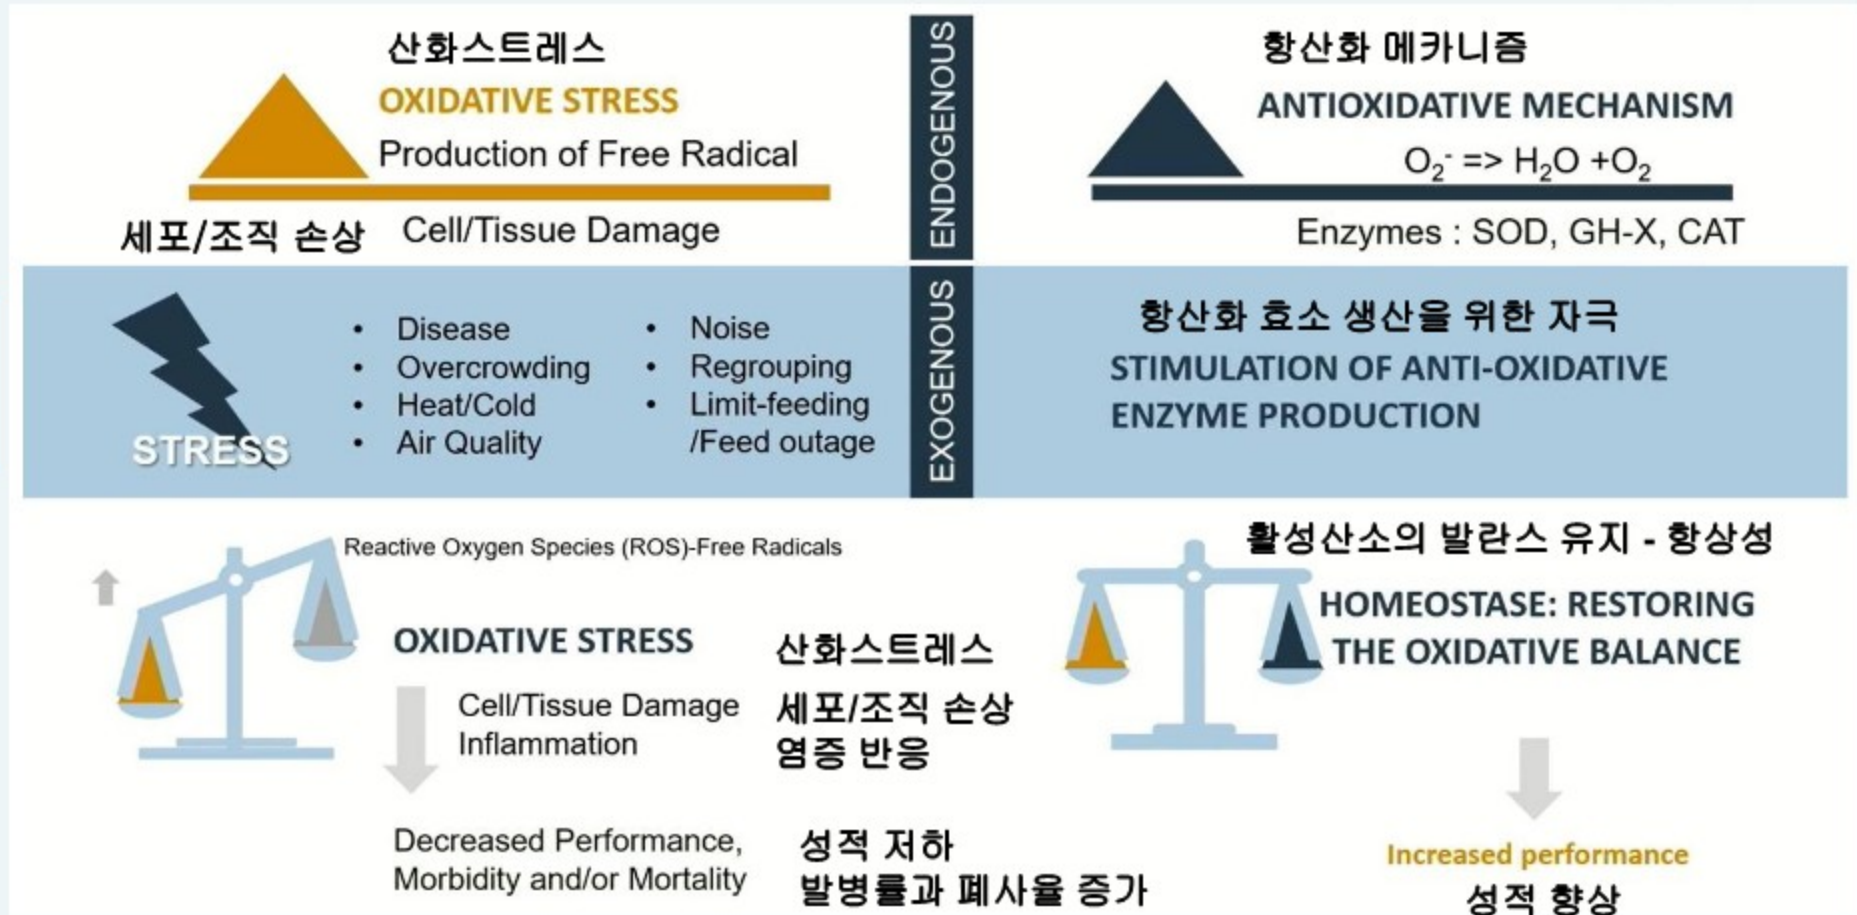 산화스트레스
OXIDATIVE STRESS
Production of Free Radical
세포/조직 손상 Cell/Tissue Damage
ENDOGENOUS
항산화 메카니즘
ANTIOXIDATIVE MECHANISM
O₂⁻ => H₂O +O₂
Enzymes : SOD, GH-X, CAT
STRESS
• Disease
• Overcrowding
• Heat/Cold
• Air Quality
• Noise
• Regrouping
• Limit-feeding
/Feed outage
EXOGENOUS
항산화 효소 생산을 위한 자극
STIMULATION OF ANTI-OXIDATIVE
ENZYME PRODUCTION
Reactive Oxygen Species (ROS)-Free Radicals
OXIDATIVE STRESS 산화스트레스
Cell/Tissue Damage 세포/조직 손상
Inflammation 염증 반응
Decreased Performance, 성적 저하
Morbidity and/or Mortality 발병률과 폐사율 증가
활성산소의 발란스 유지 - 항상성
HOMEOSTASE: RESTORING
THE OXIDATIVE BALANCE
Increased performance
성적 향상